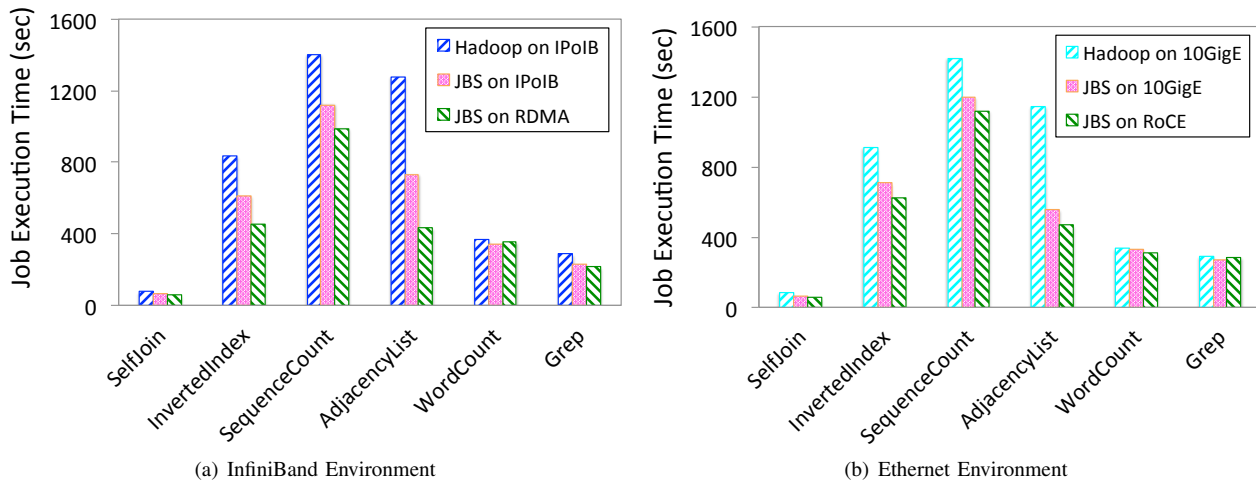 Job Execution Time (sec)
1600
1200
800
400
0
Hadoop on IPoIB
JBS on IPoIB
JBS on RDMA
SelfJoin
InvertedIndex
SequenceCount
AdjacencyList
WordCount
Grep
(a) InfiniBand Environment
Job Execution Time (sec)
1600
1200
800
400
0
Hadoop on 10GigE
JBS on 10GigE
JBS on RoCE
SelfJoin
InvertedIndex
SequenceCount
AdjacencyList
WordCount
Grep
(b) Ethernet Environment